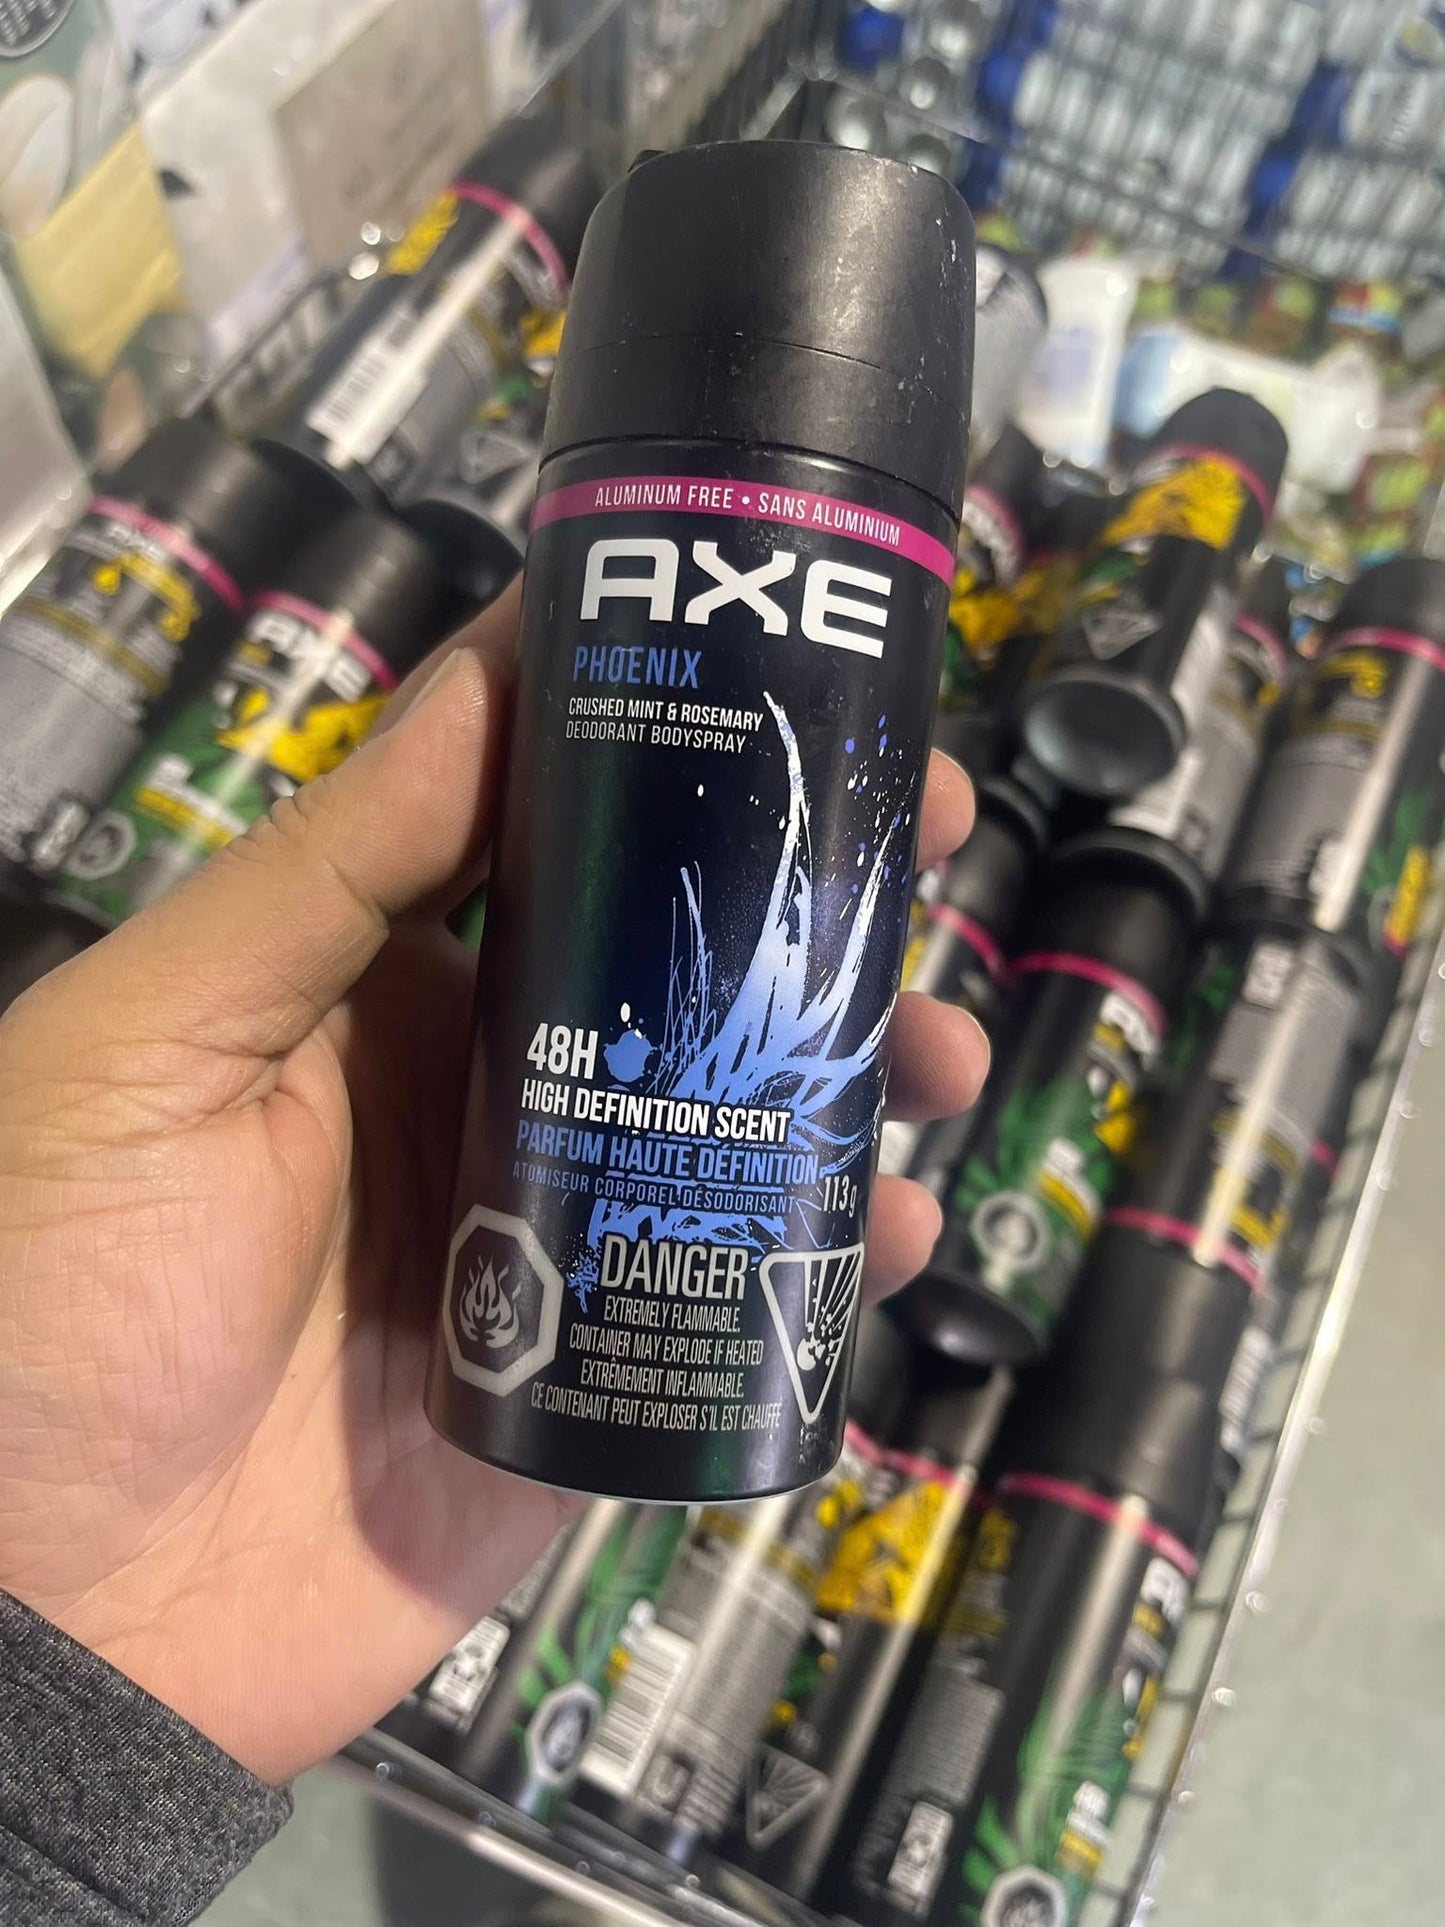 ALUMINUM FREE • SANS ALUMINIUM
AXE
PHOENIX
CRUSHED MINT & ROSEMARY
DEODORANT BODYSPRAY
48H
HIGH DEFINITION SCENT
PARFUM HAUTE DÉFINITION
ATOMISEUR CORPOREL DÉSODORISANT 113g
DANGER
EXTREMELY FLAMMABLE.
CONTAINER MAY EXPLODE IF HEATED
EXTRÊMEMENT INFLAMMABLE.
CE CONTENANT PEUT EXPLOSER S'IL EST CHAUFFÉ
AXE